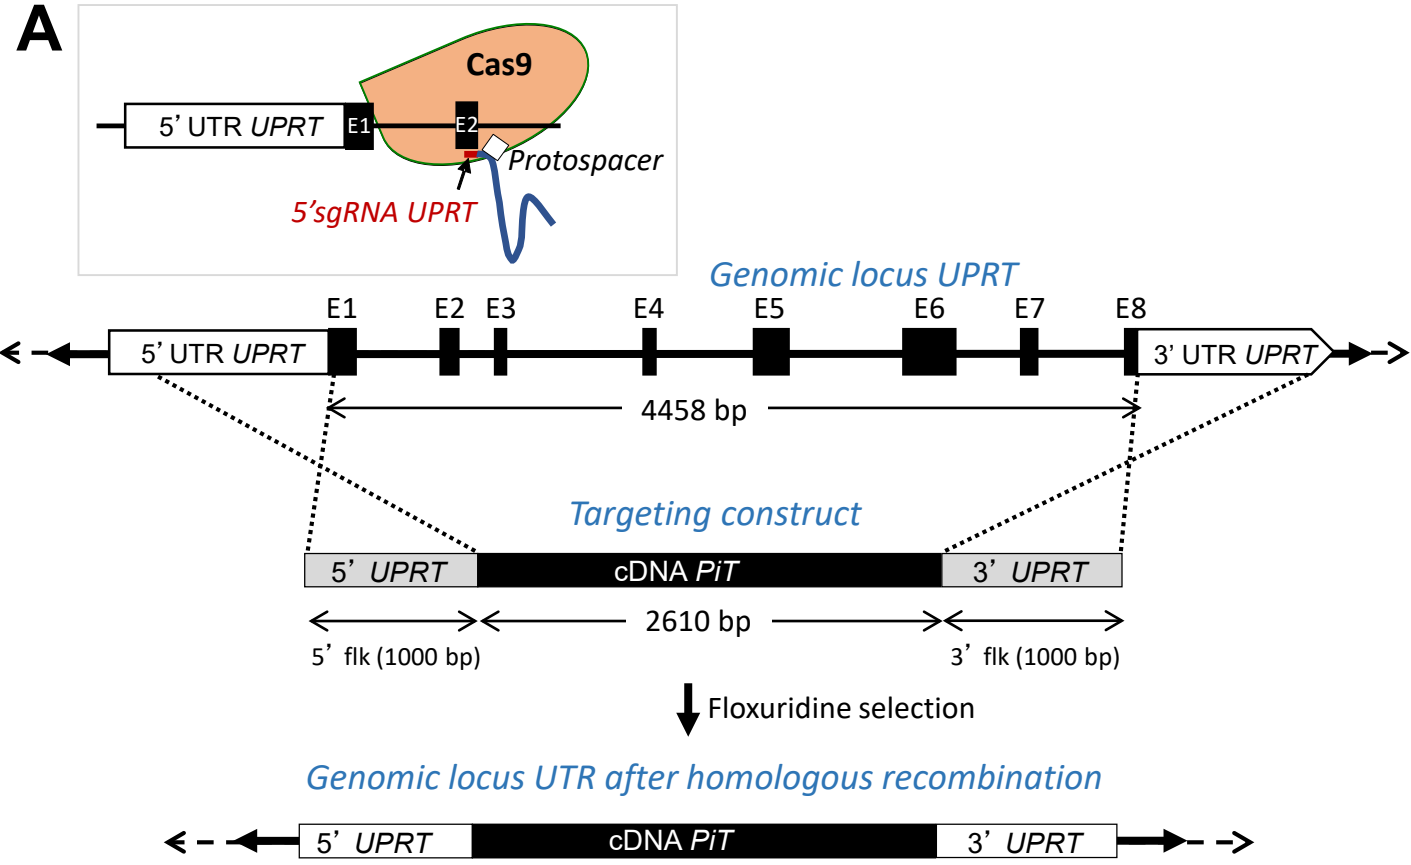 A
Cas9
5’ UTR UPRT
E1
E2
Protospacer
5’sgRNA UPRT
Genomic locus UPRT
E1 E2 E3 E4 E5 E6 E7 E8
5’ UTR UPRT
3’ UTR UPRT
4458 bp
Targeting construct
5’ UPRT
cDNA PiT
3’ UPRT
2610 bp
5’ flk (1000 bp)
3’ flk (1000 bp)
Floxuridine selection
Genomic locus UTR after homologous recombination
5’ UPRT
cDNA PiT
3’ UPRT